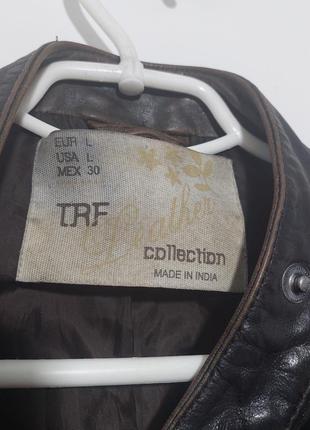 EUR L
USA L
MEX 30
TRF
Leather
collection
MADE IN INDIA